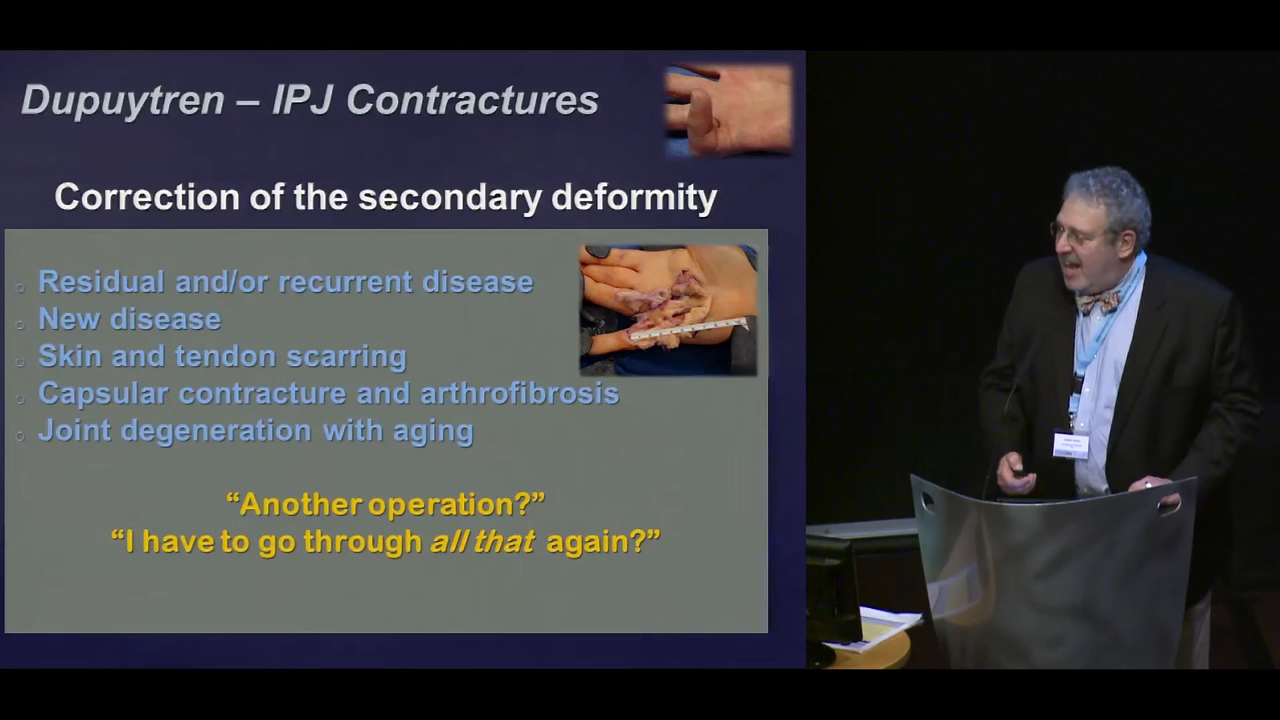 Dupuytren – IPJ Contractures
Correction of the secondary deformity
Residual and/or recurrent disease
New disease
Skin and tendon scarring
Capsular contracture and arthrofibrosis
Joint degeneration with aging
“Another operation?”
“I have to go through all that again?”